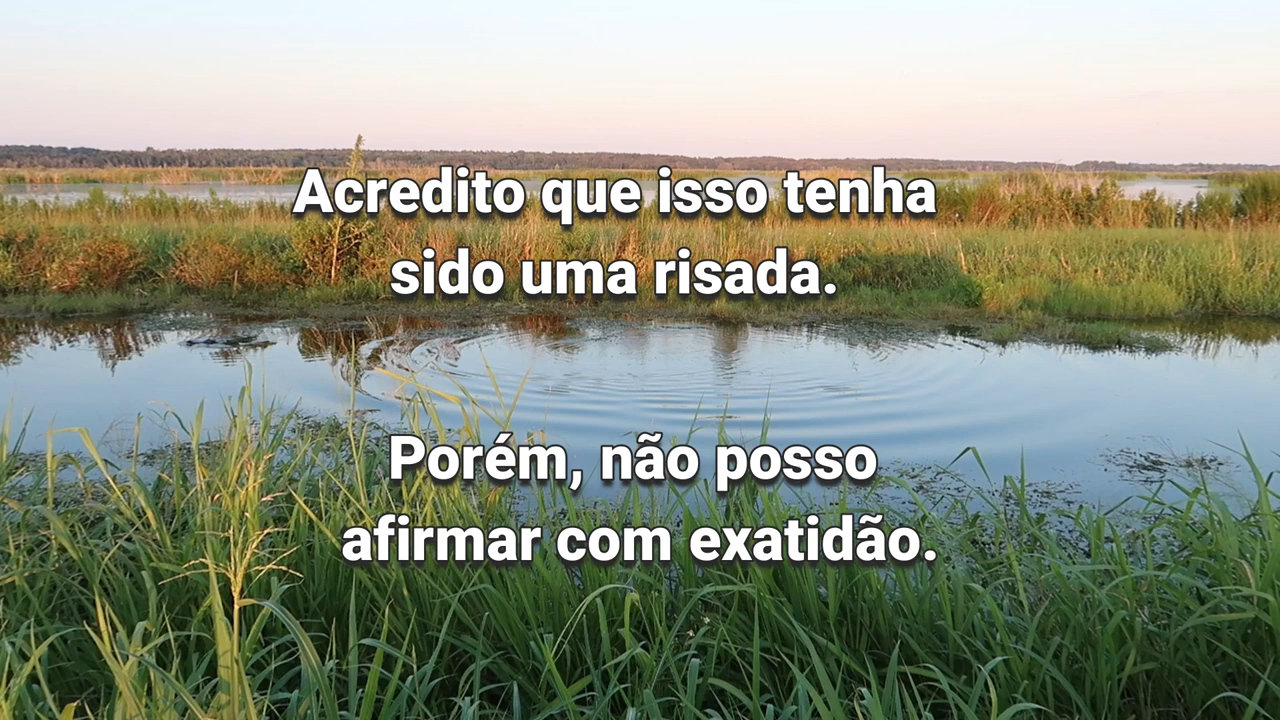 Acredito que isso tenha
sido uma risada.
Porém, não posso
afirmar com exatidão.